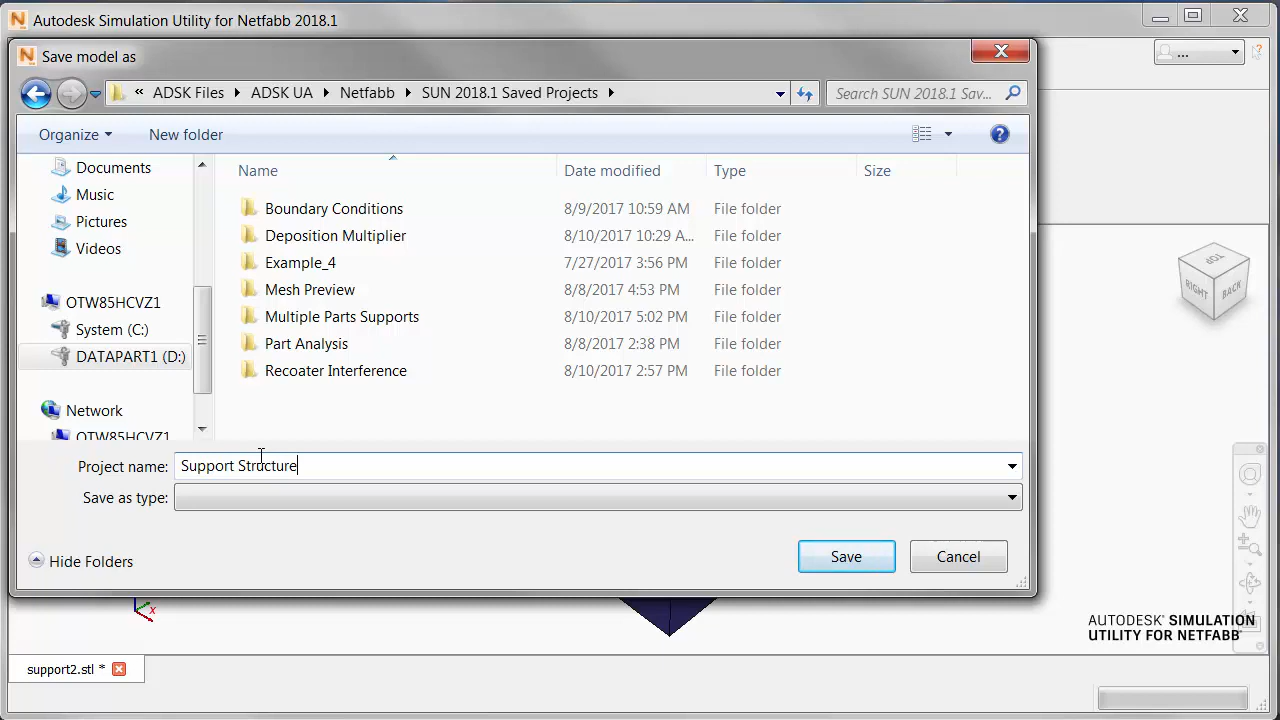 Autodesk Simulation Utility for Netfabb 2018.1
Save model as
...
« ADSK Files ADSK UA Netfabb SUN 2018.1 Saved Projects
Search SUN 2018.1 Sav...
Organize New folder
Documents
Music
Pictures
Videos
OTW85HCVZ1
System (C:)
DATAPART1 (D:)
Network
OTW85HCVZ1
Name Date modified Type Size
Boundary Conditions 8/9/2017 10:59 AM File folder
Deposition Multiplier 8/10/2017 10:29 A... File folder
Example_4 7/27/2017 3:56 PM File folder
Mesh Preview 8/8/2017 4:53 PM File folder
Multiple Parts Supports 8/10/2017 5:02 PM File folder
Part Analysis 8/8/2017 2:38 PM File folder
Recoater Interference 8/10/2017 2:57 PM File folder
TOP
RIGHT BACK
Project name: Support Structure
Save as type:
Hide Folders
Save Cancel
x
AUTODESK® SIMULATION
UTILITY FOR NETFABB®
support2.stl *